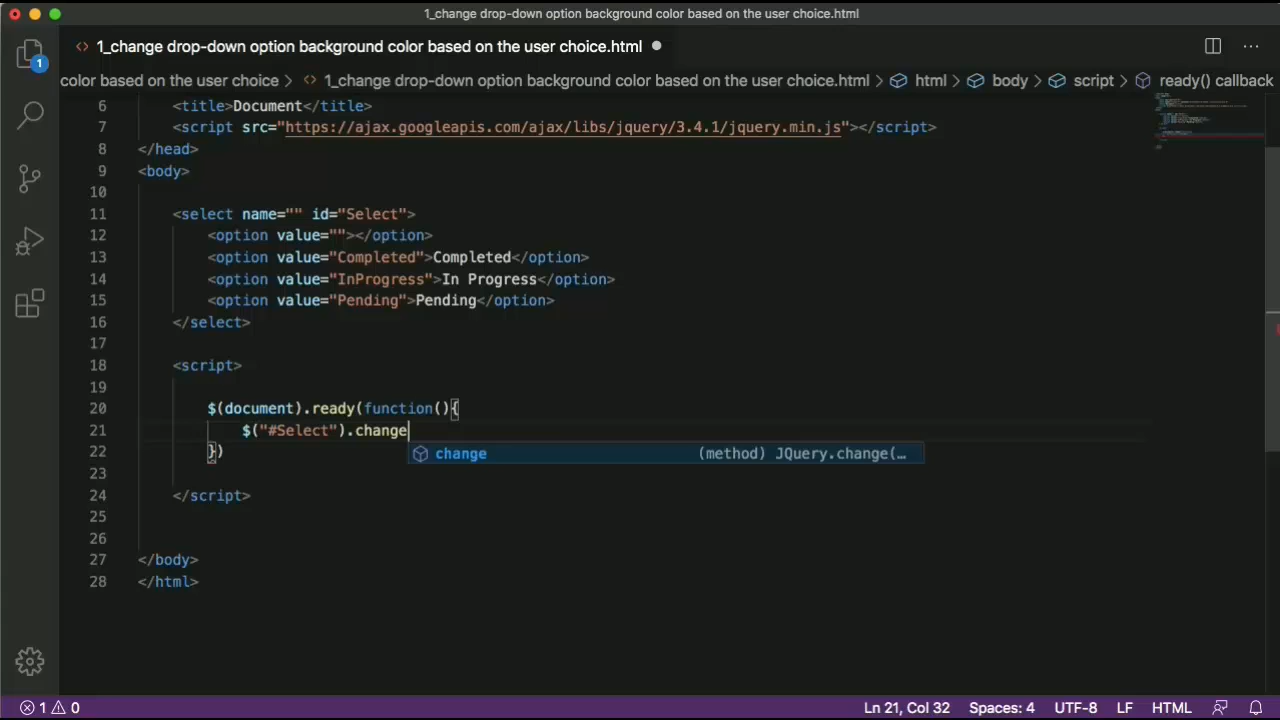 1_change drop-down option background color based on the user choice.html
<> 1_change drop-down option background color based on the user choice.html
1
color based on the user choice > <> 1_change drop-down option background color based on the user choice.html > html > body > script > ready() callback
6 <title>Document</title>
7 <script src="https://ajax.googleapis.com/ajax/libs/jquery/3.4.1/jquery.min.js"></script>
8 </head>
9 <body>
10
11 <select name="" id="Select">
12 <option value=""></option>
13 <option value="Completed">Completed</option>
14 <option value="InProgress">In Progress</option>
15 <option value="Pending">Pending</option>
16 </select>
17
18 <script>
19
20 $(document).ready(function(){
21 $("#Select").change
change (method) JQuery.change(…
22 })
23
24 </script>
25
26
27 </body>
28 </html>
1 0 Ln 21, Col 32 Spaces: 4 UTF-8 LF HTML